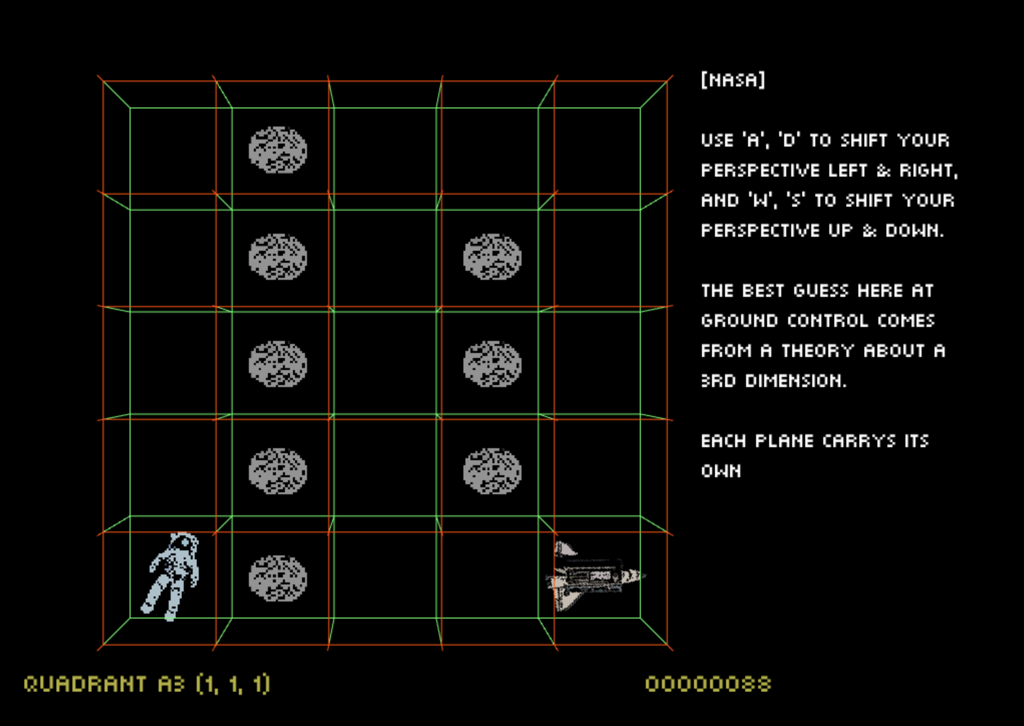 [NASA]
USE 'A', 'D' TO SHIFT YOUR
PERSPECTIVE LEFT & RIGHT,
AND 'W', 'S' TO SHIFT YOUR
PERSPECTIVE UP & DOWN.
THE BEST GUESS HERE AT
GROUND CONTROL COMES
FROM A THEORY ABOUT A
3RD DIMENSION.
EACH PLANE CARRYS ITS
OWN
QUADRANT A3 (1, 1, 1)
00000088